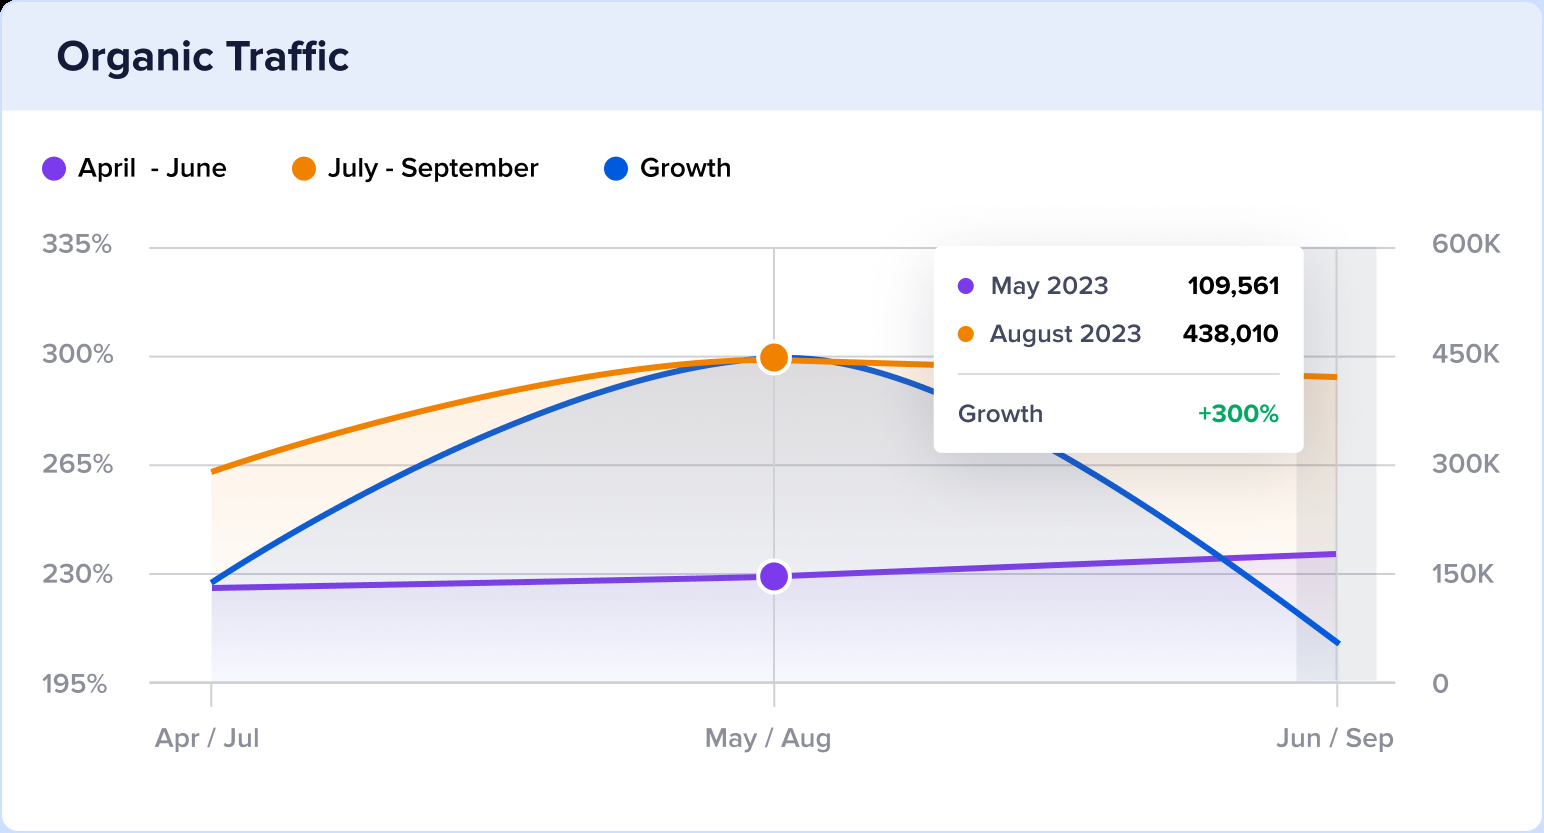 Organic Traffic
April - June
July - September
Growth
335%
300%
265%
230%
195%
600K
450K
300K
150K
0
May 2023 109,561
August 2023 438,010
Growth +300%
Apr / Jul
May / Aug
Jun / Sep